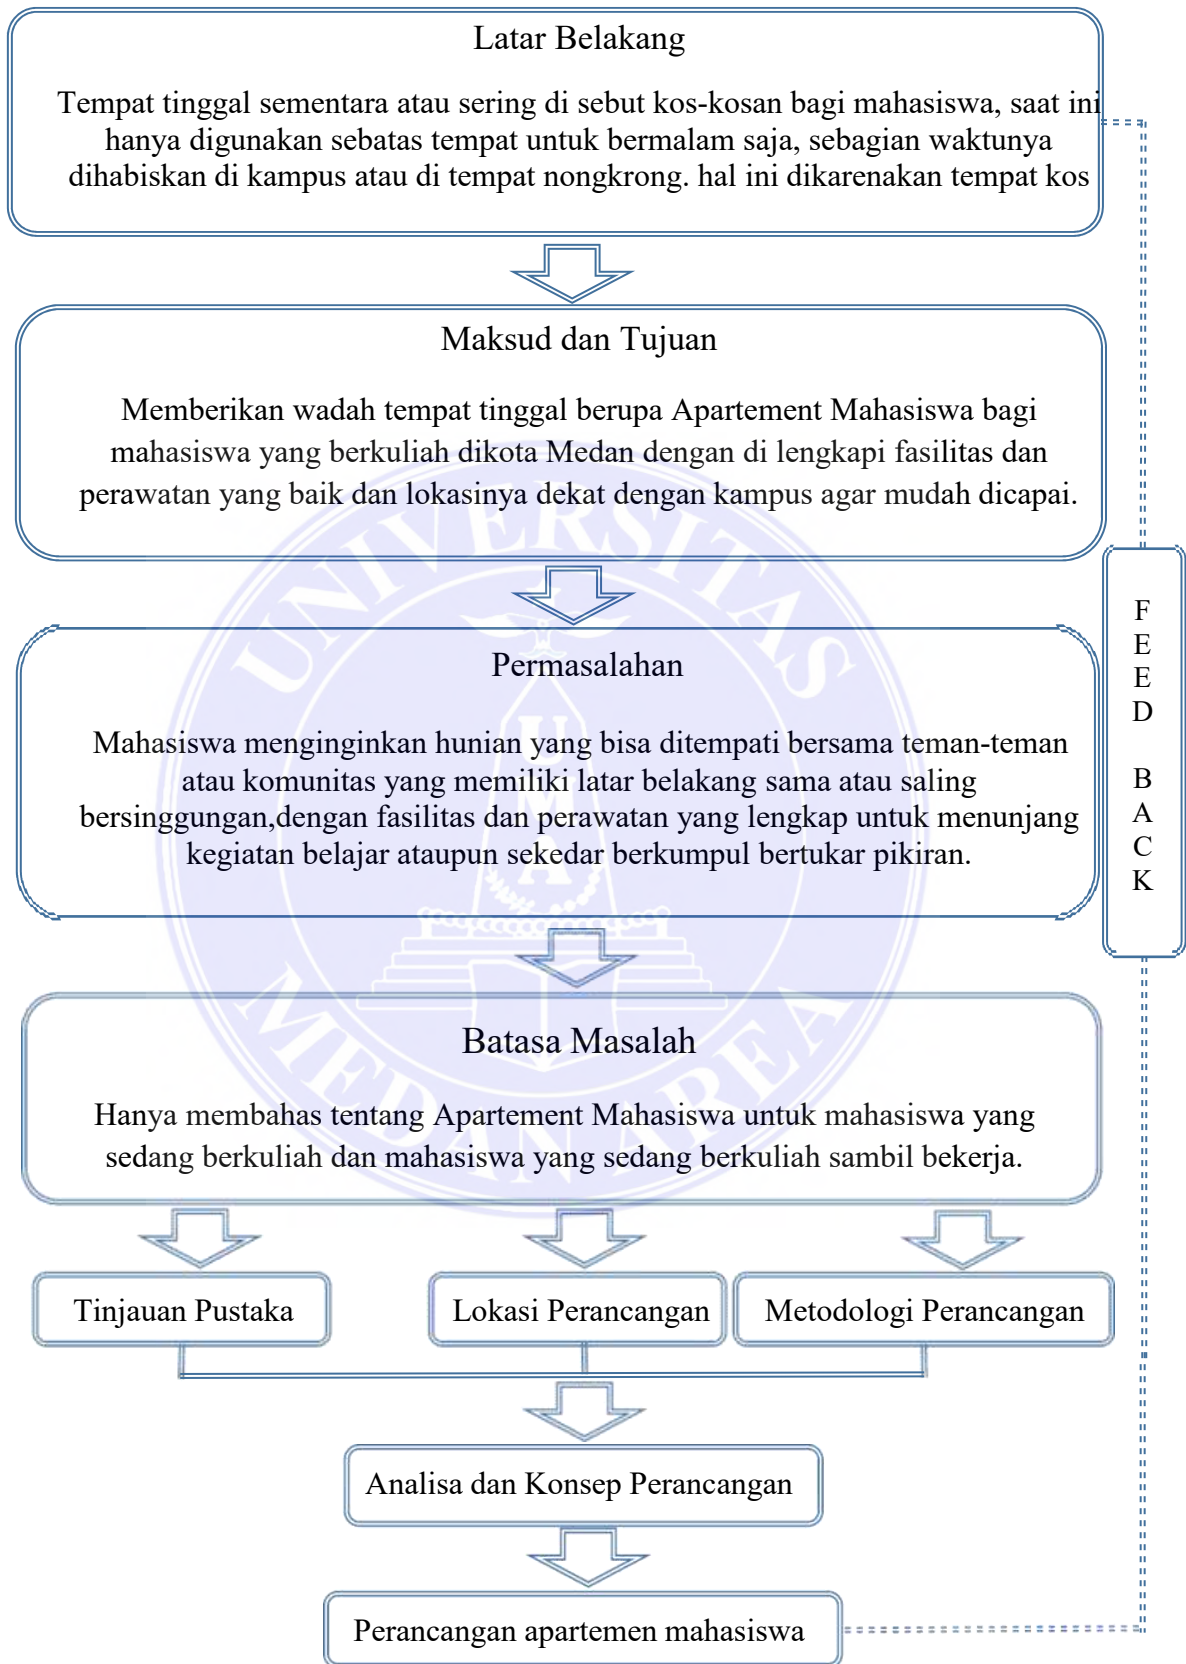 Latar Belakang
Tempat tinggal sementara atau sering di sebut kos-kosan bagi mahasiswa, saat ini
hanya digunakan sebatas tempat untuk bermalam saja, sebagian waktunya
dihabiskan di kampus atau di tempat nongkrong. hal ini dikarenakan tempat kos
Maksud dan Tujuan
Memberikan wadah tempat tinggal berupa Apartement Mahasiswa bagi
mahasiswa yang berkuliah dikota Medan dengan di lengkapi fasilitas dan
perawatan yang baik dan lokasinya dekat dengan kampus agar mudah dicapai.
Permasalahan
Mahasiswa menginginkan hunian yang bisa ditempati bersama teman-teman
atau komunitas yang memiliki latar belakang sama atau saling
bersinggungan,dengan fasilitas dan perawatan yang lengkap untuk menunjang
kegiatan belajar ataupun sekedar berkumpul bertukar pikiran.
Batasa Masalah
Hanya membahas tentang Apartement Mahasiswa untuk mahasiswa yang
sedang berkuliah dan mahasiswa yang sedang berkuliah sambil bekerja.
Tinjauan Pustaka
Lokasi Perancangan
Metodologi Perancangan
Analisa dan Konsep Perancangan
Perancangan apartemen mahasiswa
FEED BACK
UNIVERSITAS
MEDAN AREA
UMA